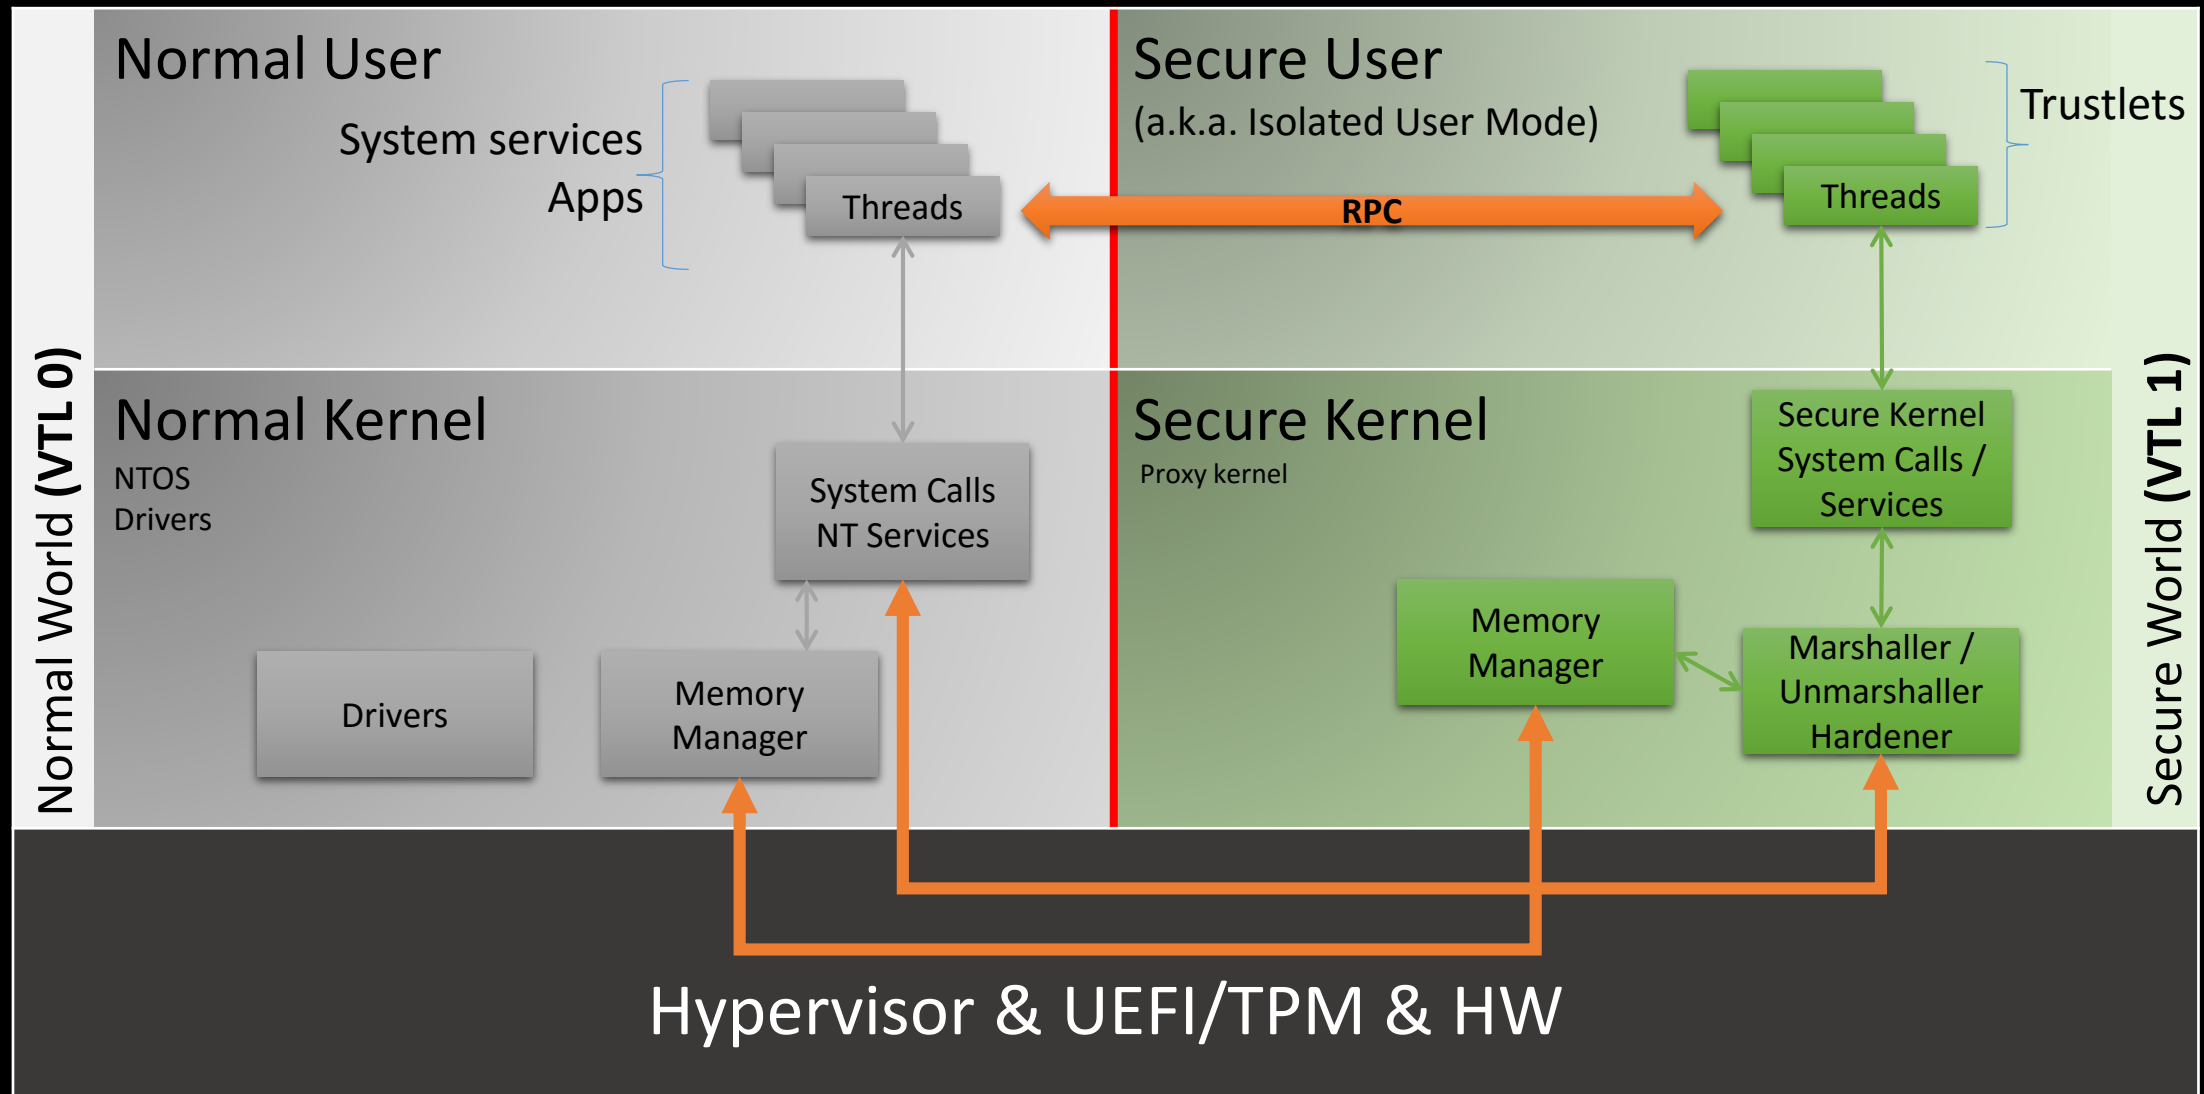 Normal World (VTL 0)
Normal User
System services
Apps
Threads
RPC
Secure User
(a.k.a. Isolated User Mode)
Threads
Trustlets
Normal Kernel
NTOS
Drivers
System Calls
NT Services
Drivers
Memory
Manager
Secure Kernel
Proxy kernel
Secure Kernel
System Calls /
Services
Memory
Manager
Marshaller /
Unmarshaller
Hardener
Secure World (VTL 1)
Hypervisor & UEFI/TPM & HW